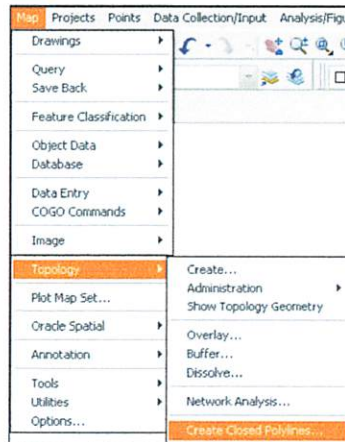 Map Projects Points Data Collection/Input Analysis/Figu
Drawings
Query
Save Back
Feature Classification
Object Data
Database
Data Entry
COGO Commands
Image
Topology
Plot Map Set...
Oracle Spatial
Annotation
Tools
Utilities
Options...
Create...
Administration
Show Topology Geometry
Overlay...
Buffer...
Dissolve...
Network Analysis...
Create Closed Polylines...